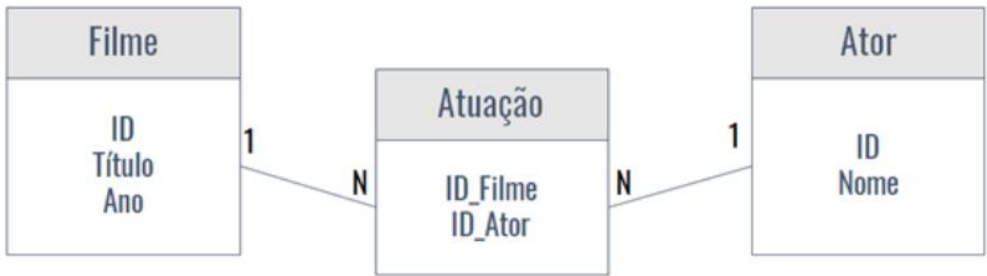 Filme
ID
Título
Ano
1
N
Atuação
ID_Filme
ID_Ator
N
1
Ator
ID
Nome